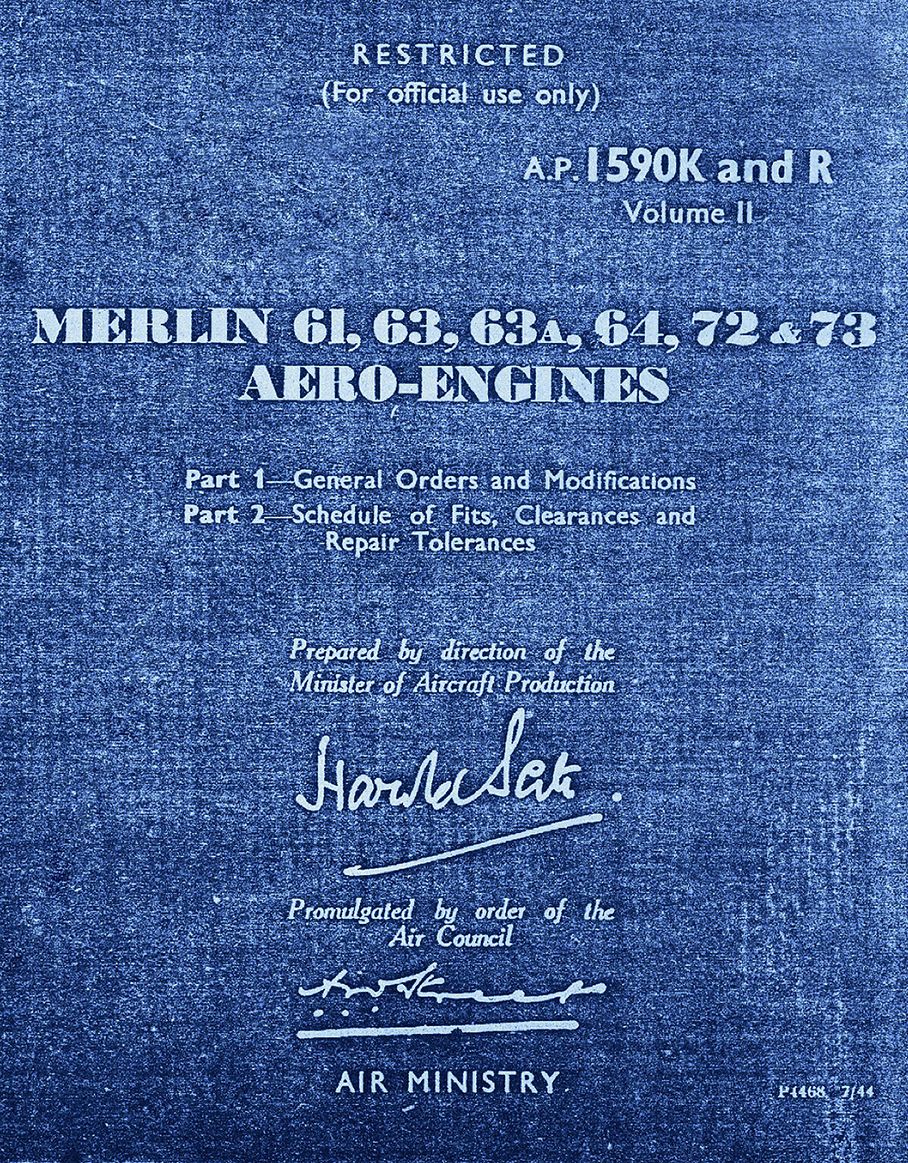 RESTRICTED
(For official use only)
A.P. 1590K and R
Volume II
MERLIN 61, 63, 63A, 64, 72 & 73
AERO-ENGINES
Part 1—General Orders and Modifications
Part 2—Schedule of Fits, Clearances and
Repair Tolerances
Prepared by direction of the
Minister of Aircraft Production
Harold
Promulgated by order of the
Air Council
AIR MINISTRY
P4468 7/44